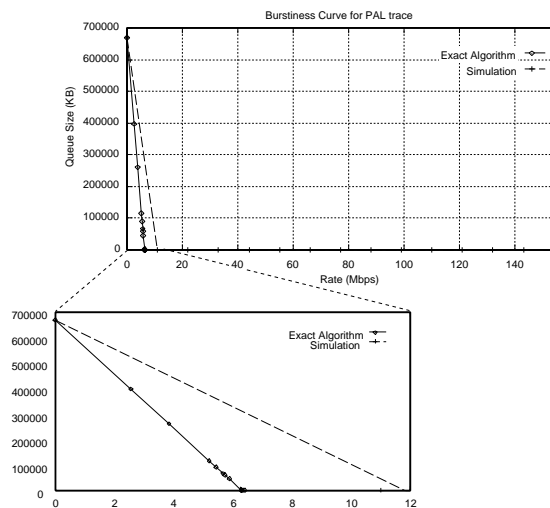 Burstiness Curve for PAL trace
700000
600000
500000
400000
300000
200000
100000
0
Queue Size (KB)
Exact Algorithm
Simulation
0 20 40 60 80 100 120 140
Rate (Mbps)
700000
600000
500000
400000
300000
200000
100000
0
Exact Algorithm
Simulation
0 2 4 6 8 10 12